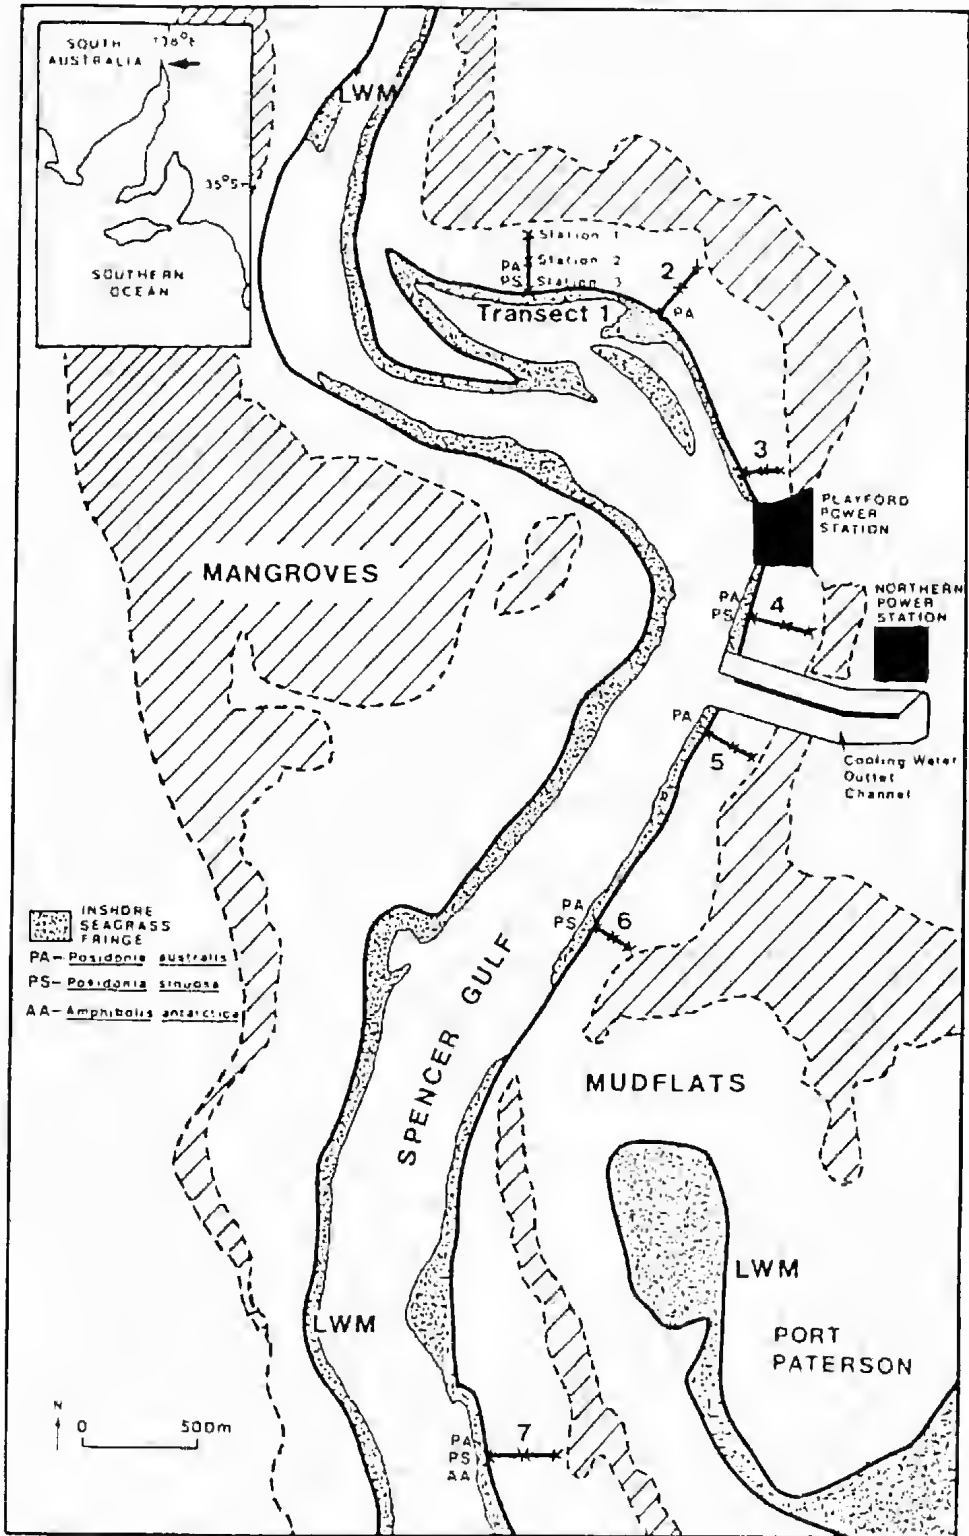 SOUTH
AUSTRALIA
138°E
35°S
SOUTHERN
OCEAN
LWM
Station 1
Station 2
Station 3
PA
PS
Transect 1
2
PA
3
PLAYFORD
POWER
STATION
MANGROVES
NORTHERN
POWER
STATION
PA
PS
4
PA
5
Cooling Water
Outlet
Channel
PA
PS
6
INSHORE
SEAGRASS
FRINGE
PA— Posidonia australis
PS— Posidonia sinuosa
AA— Amphibolis antarctica
SPENCER GULF
MUDFLATS
LWM
LWM
PORT
PATERSON
N
0 500m
7
PA
PS
AA